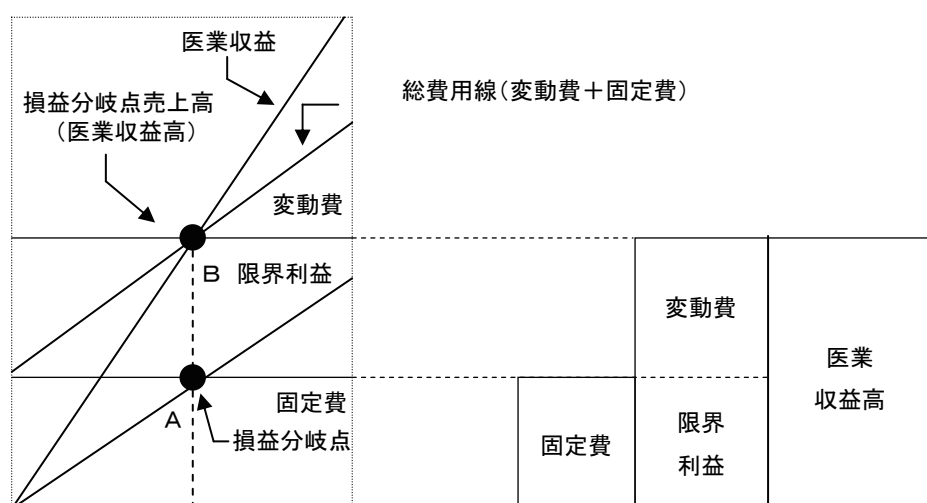 医業収益
総費用線(変動費+固定費)
損益分岐点売上高
(医業収益高)
変動費
B 限界利益
変動費
医業
収益高
固定費
A
損益分岐点
限界
利益
固定費